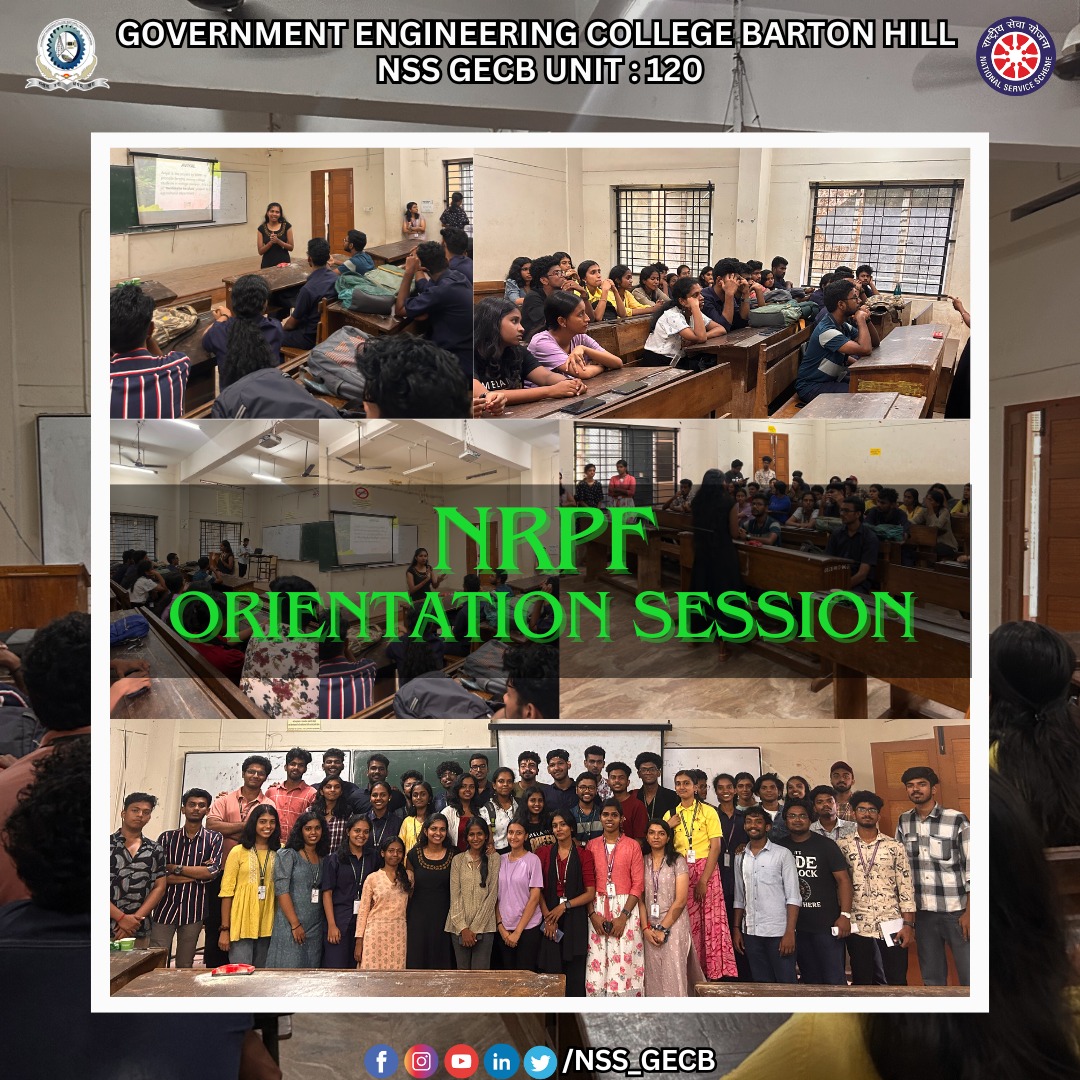 GOVERNMENT ENGINEERING COLLEGE BARTON HILL
NSS GECB UNIT : 120
राष्ट्रीय सेवा योजना
NATIONAL SERVICE SCHEME
NRPF
ORIENTATION SESSION
/NSS_GECB